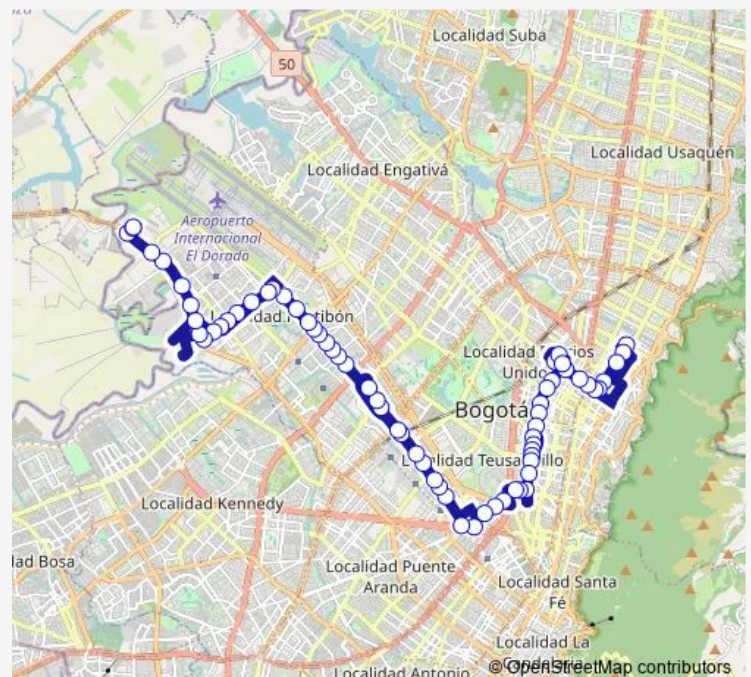 Localidad Suba
50
Localidad Usaquén
Localidad Engativá
Aeropuerto
Internacional
El Dorado
Bogotá
Localidad Kennedy
Localidad Puente
Aranda
Localidad Santa
Fé
Localidad La
Localidad Antonio
© OpenStreetMap contributors